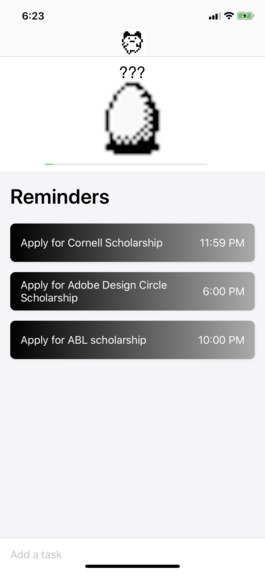 6:23
???
Reminders
Apply for Cornell Scholarship 11:59 PM
Apply for Adobe Design Circle
Scholarship 6:00 PM
Apply for ABL scholarship 10:00 PM
Add a task